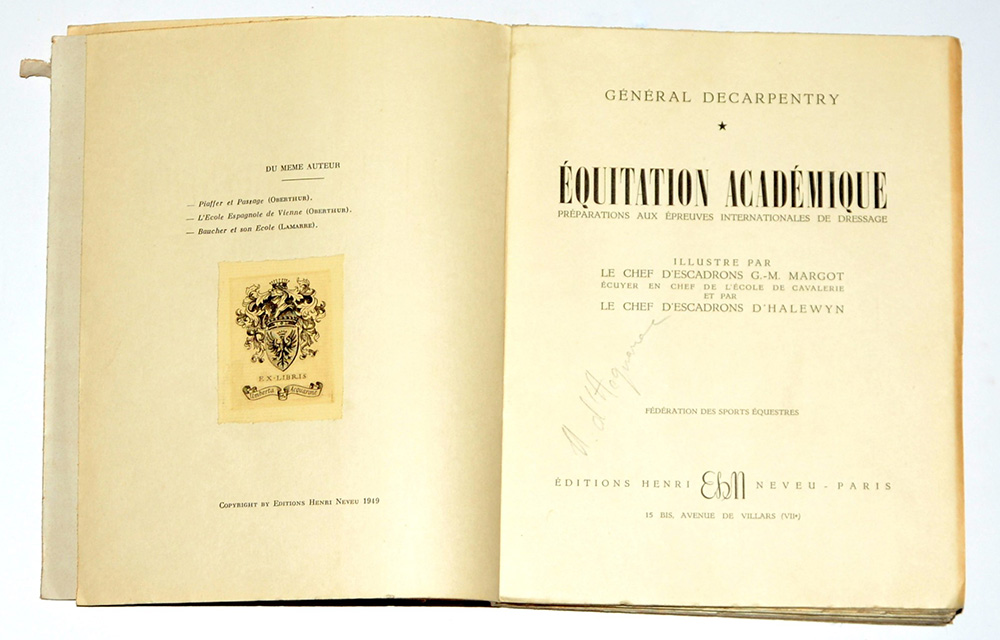 DU MEME AUTEUR
— Piaffer et Passage (OBERTHUR).
— L'Ecole Espagnole de Vienne (OBERTHUR).
— Baucher et son Ecole (LAMARRE).
EX-LIBRIS
Umberto Acquarone
COPYRIGHT BY EDITIONS HENRI NEVEU 1949
GÉNÉRAL DECARPENTRY
ÉQUITATION ACADÉMIQUE
PRÉPARATIONS AUX ÉPREUVES INTERNATIONALES DE DRESSAGE
ILLUSTRE PAR
LE CHEF D'ESCADRONS G.-M. MARGOT
ÉCUYER EN CHEF DE L'ÉCOLE DE CAVALERIE
ET PAR
LE CHEF D'ESCADRONS D'HALEWYN
FÉDÉRATION DES SPORTS ÉQUESTRES
ÉDITIONS HENRI EHN NEVEU - PARIS
15 BIS, AVENUE DE VILLARS (VIIe)